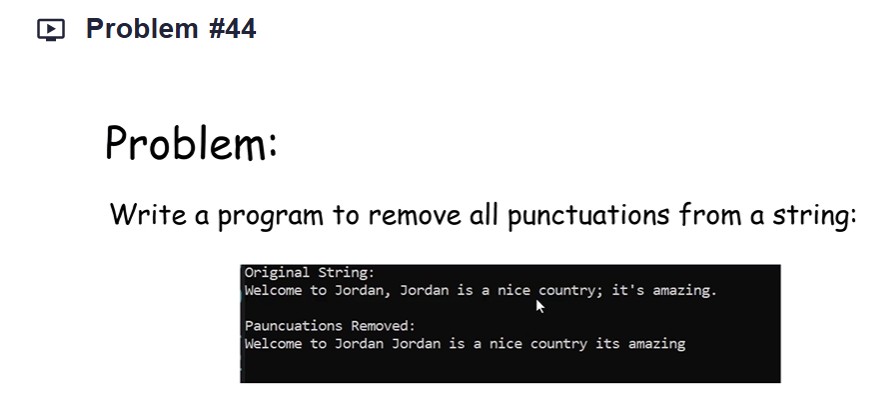 Problem #44
Problem:
Write a program to remove all punctuations from a string:
Original String:
Welcome to Jordan, Jordan is a nice country; it's amazing.
Pauncuations Removed:
Welcome to Jordan Jordan is a nice country its amazing